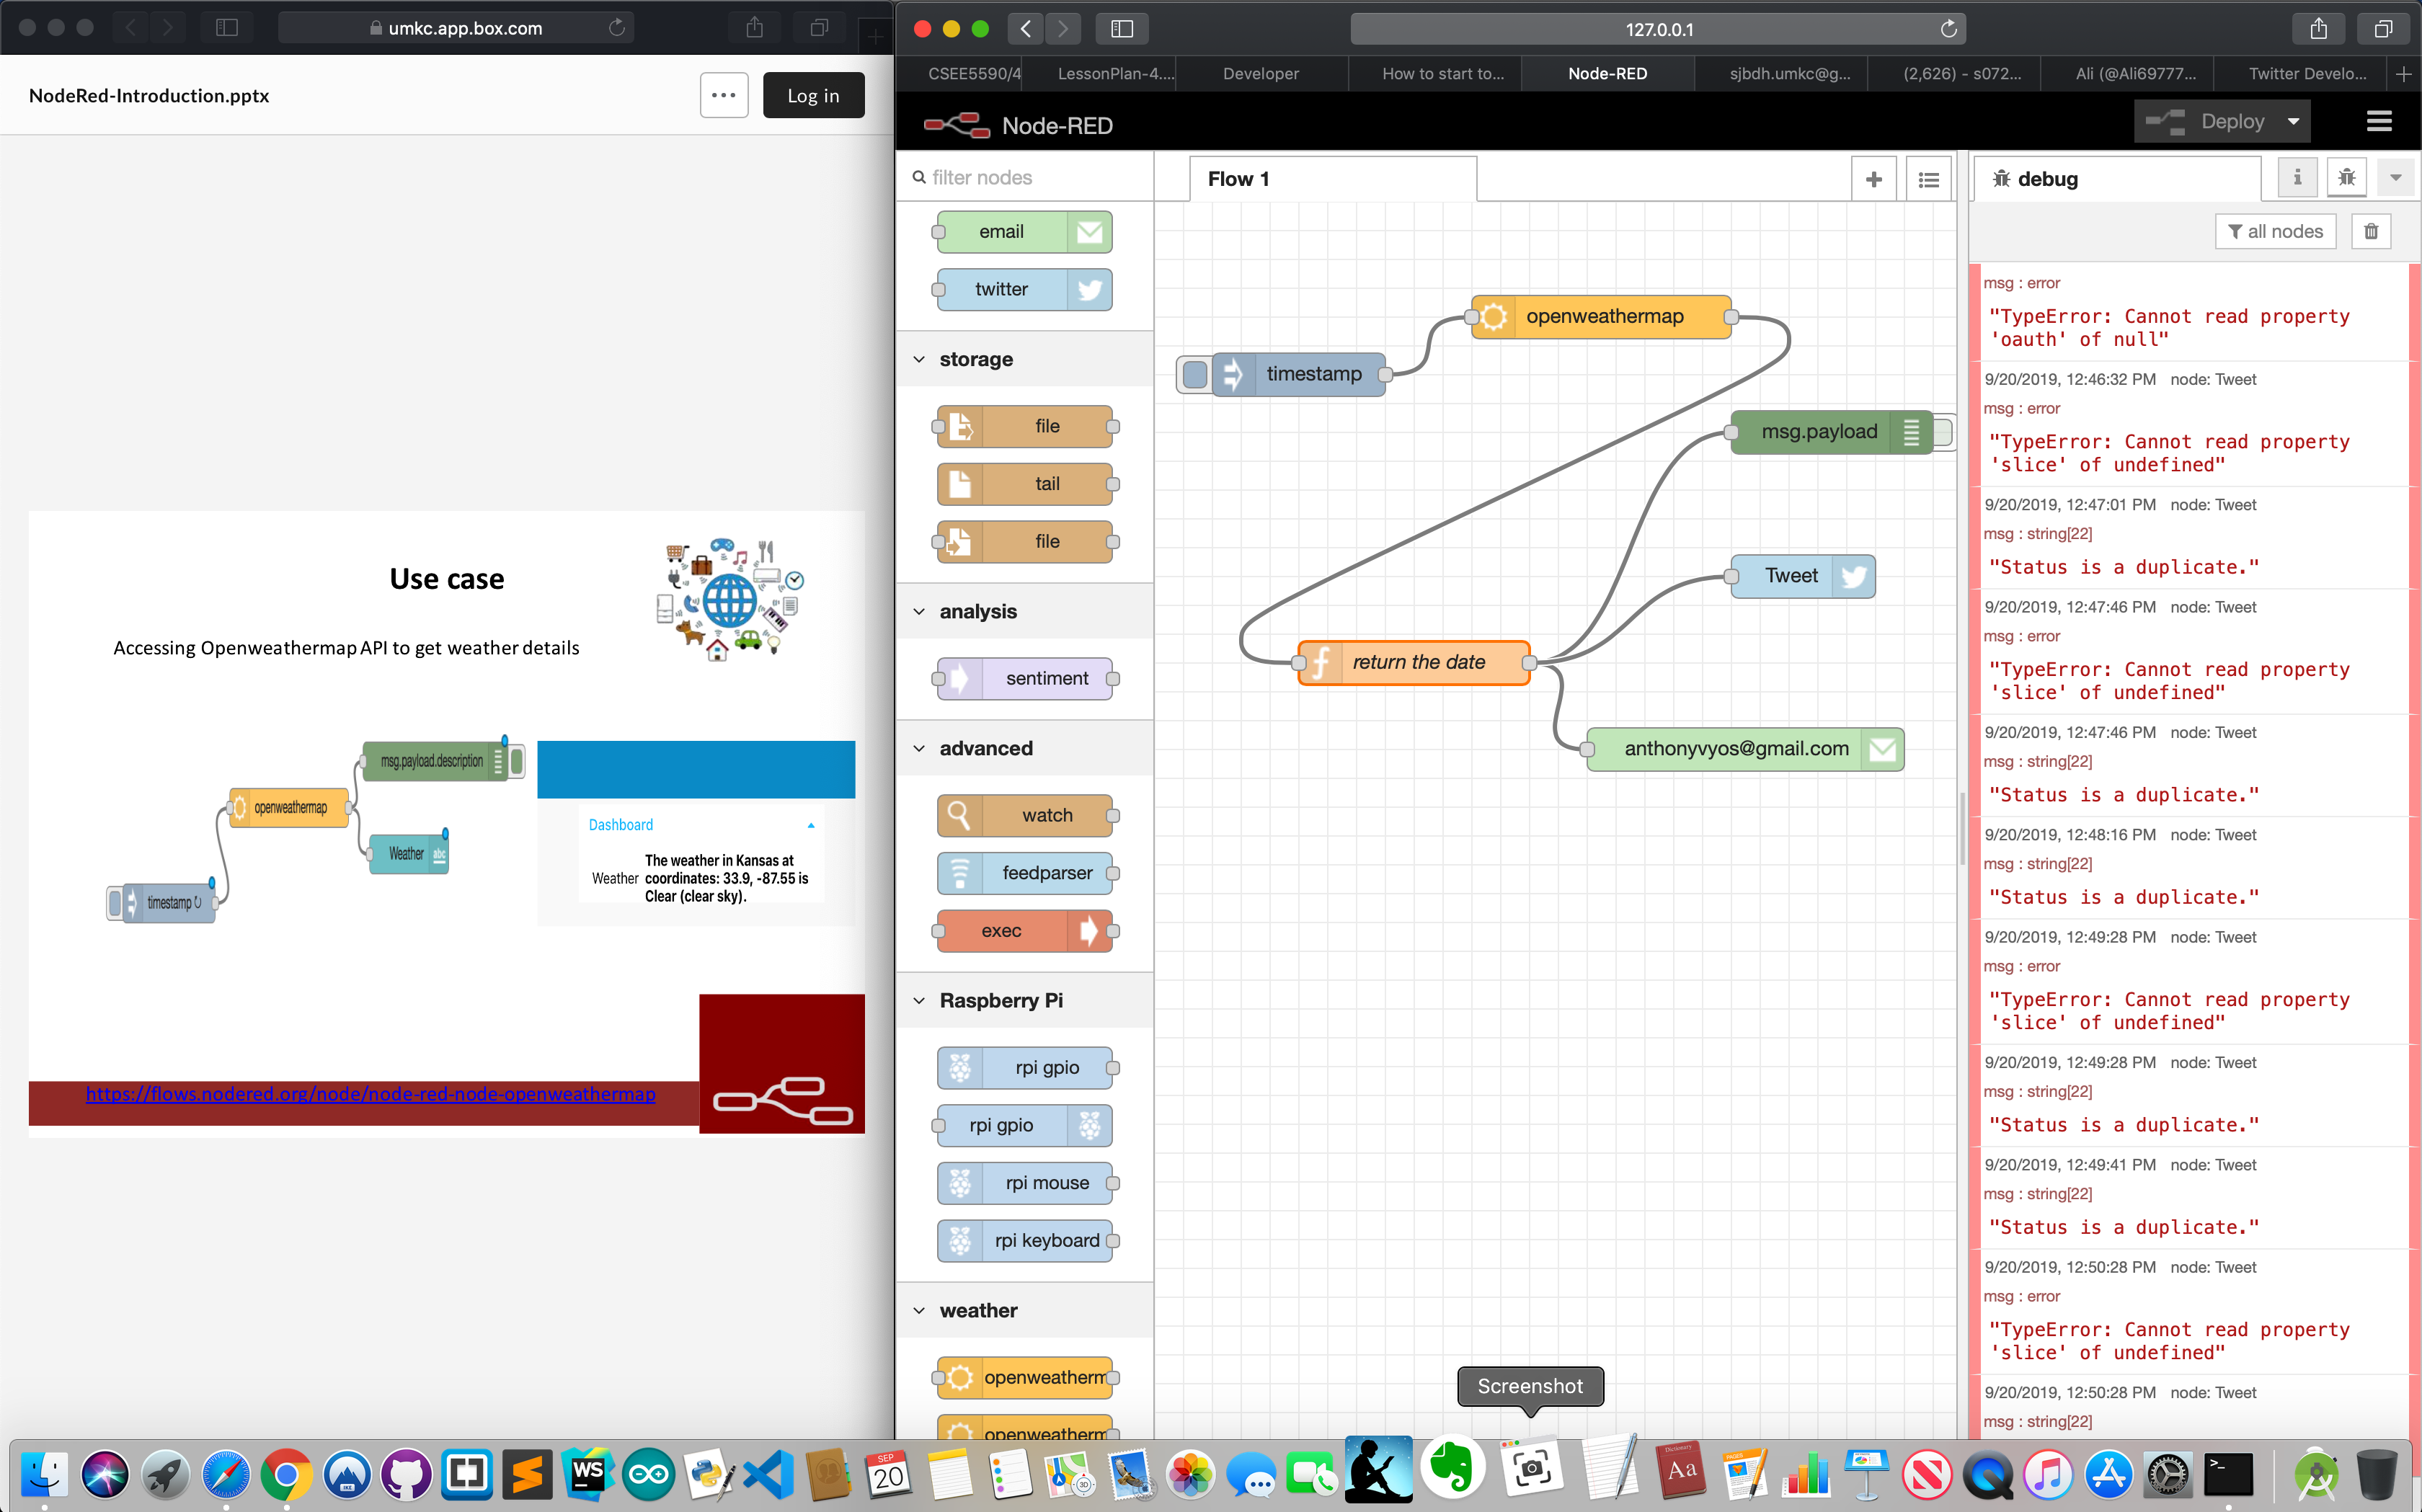 umkc.app.box.com
NodeRed-Introduction.pptx
Log in
Use case
Accessing Openweathermap API to get weather details
msg.payload.description
openweathermap
Weather abc
timestamp ↻
Dashboard
Weather
The weather in Kansas at
coordinates: 33.9, -87.55 is
Clear (clear sky).
https://flows.nodered.org/node/node-red-node-openweathermap
127.0.0.1
CSEE5590/4
LessonPlan-4....
Developer
How to start to...
Node-RED
sjbdh.umkc@g...
(2,626) - s072...
Ali (@Ali69777...
Twitter Develo...
Node-RED
Deploy
filter nodes
email
twitter
storage
file
tail
file
analysis
sentiment
advanced
watch
feedparser
exec
Raspberry Pi
rpi gpio
rpi gpio
rpi mouse
rpi keyboard
weather
openweatherm
openweatherm
Flow 1
openweathermap
timestamp
msg.payload
Tweet
return the date
anthonyvyos@gmail.com
debug
i
all nodes
msg : error
"TypeError: Cannot read property
'oauth' of null"
9/20/2019, 12:46:32 PM node: Tweet
msg : error
"TypeError: Cannot read property
'slice' of undefined"
9/20/2019, 12:47:01 PM node: Tweet
msg : string[22]
"Status is a duplicate."
9/20/2019, 12:47:46 PM node: Tweet
msg : error
"TypeError: Cannot read property
'slice' of undefined"
9/20/2019, 12:47:46 PM node: Tweet
msg : string[22]
"Status is a duplicate."
9/20/2019, 12:48:16 PM node: Tweet
msg : string[22]
"Status is a duplicate."
9/20/2019, 12:49:28 PM node: Tweet
msg : error
"TypeError: Cannot read property
'slice' of undefined"
9/20/2019, 12:49:28 PM node: Tweet
msg : string[22]
"Status is a duplicate."
9/20/2019, 12:49:41 PM node: Tweet
msg : string[22]
"Status is a duplicate."
9/20/2019, 12:50:28 PM node: Tweet
msg : error
"TypeError: Cannot read property
'slice' of undefined"
9/20/2019, 12:50:28 PM node: Tweet
msg : string[22]
Screenshot
WS
SEP
20
3D
Dictionary
Aa
>_